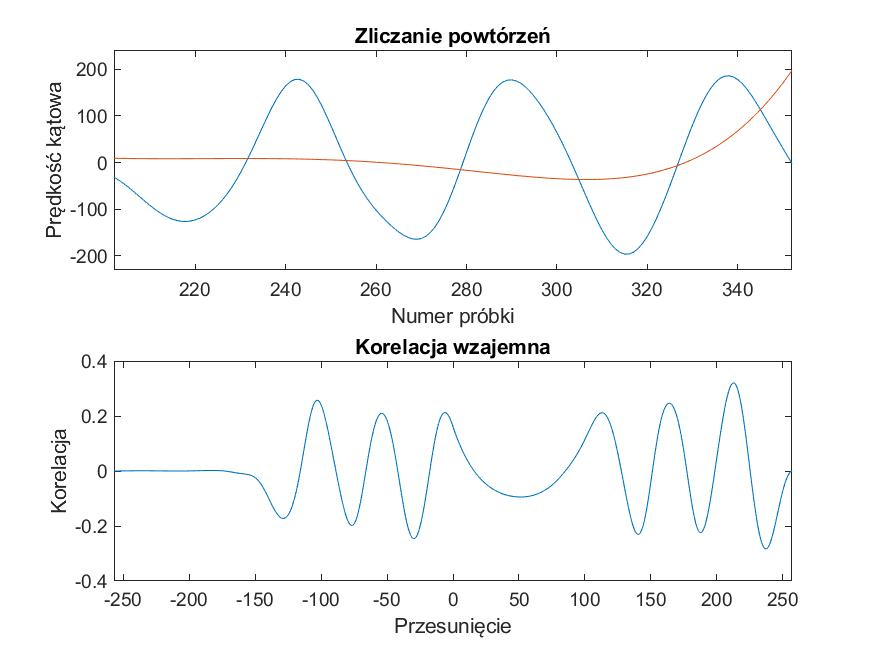 Zliczanie powtórzeń
200
100
0
-100
-200
Prędkość kątowa
220 240 260 280 300 320 340
Numer próbki
Korelacja wzajemna
0.4
0.2
0
-0.2
-0.4
Korelacja
-250 -200 -150 -100 -50 0 50 100 150 200 250
Przesunięcie